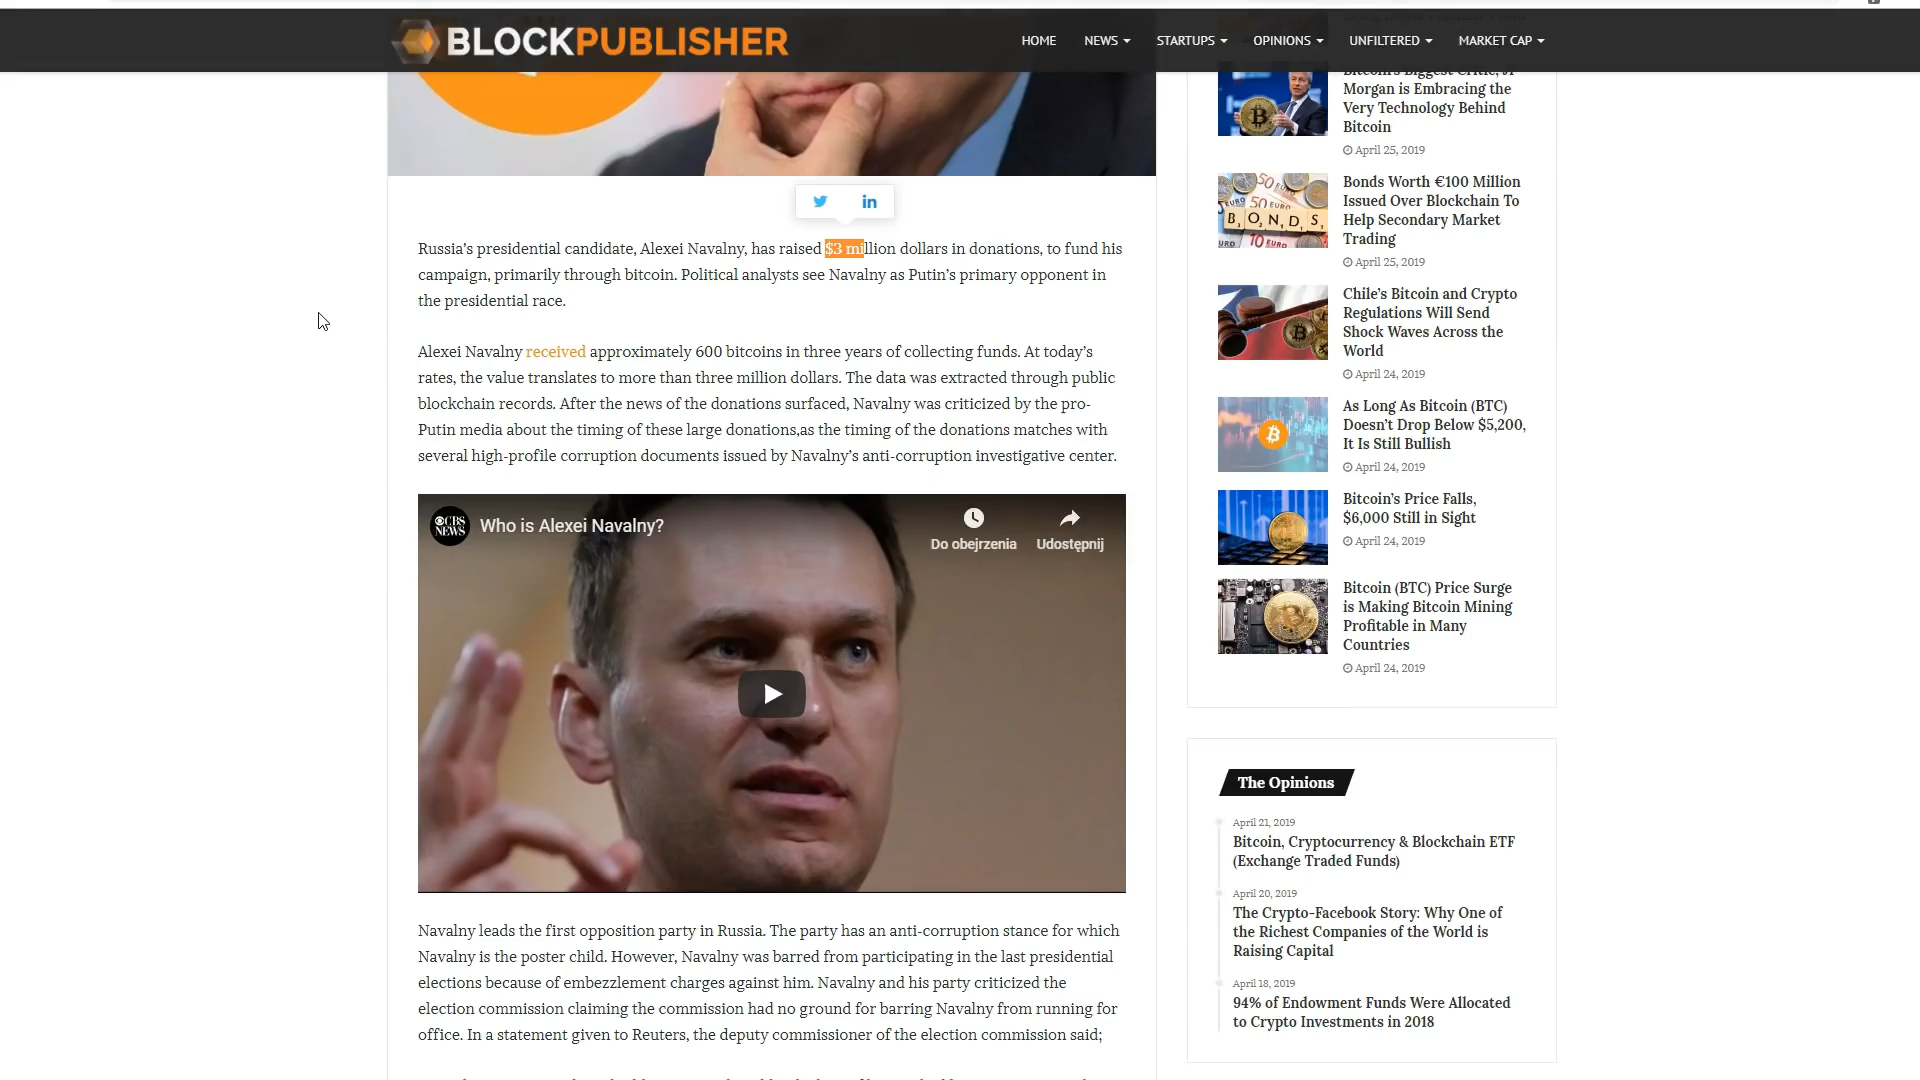 BLOCKPUBLISHER
HOME
NEWS
STARTUPS
OPINIONS
UNFILTERED
MARKET CAP
Russia’s presidential candidate, Alexei Navalny, has raised $3 million dollars in donations, to fund his
campaign, primarily through bitcoin. Political analysts see Navalny as Putin’s primary opponent in
the presidential race.
Alexei Navalny received approximately 600 bitcoins in three years of collecting funds. At today’s
rates, the value translates to more than three million dollars. The data was extracted through public
blockchain records. After the news of the donations surfaced, Navalny was criticized by the pro-
Putin media about the timing of these large donations,as the timing of the donations matches with
several high-profile corruption documents issued by Navalny’s anti-corruption investigative center.
CBS NEWS
Who is Alexei Navalny?
Do obejrzenia
Udostępnij
Navalny leads the first opposition party in Russia. The party has an anti-corruption stance for which
Navalny is the poster child. However, Navalny was barred from participating in the last presidential
elections because of embezzlement charges against him. Navalny and his party criticized the
election commission claiming the commission had no ground for barring Navalny from running for
office. In a statement given to Reuters, the deputy commissioner of the election commission said;
Bitcoin’s Biggest Critic, JP
Morgan is Embracing the
Very Technology Behind
Bitcoin
April 25, 2019
50 EURO
50 EURO
BONDS
10 EURO
Bonds Worth €100 Million
Issued Over Blockchain To
Help Secondary Market
Trading
April 25, 2019
Chile’s Bitcoin and Crypto
Regulations Will Send
Shock Waves Across the
World
April 24, 2019
As Long As Bitcoin (BTC)
Doesn’t Drop Below $5,200,
It Is Still Bullish
April 24, 2019
Bitcoin’s Price Falls,
$6,000 Still in Sight
April 24, 2019
Bitcoin (BTC) Price Surge
is Making Bitcoin Mining
Profitable in Many
Countries
April 24, 2019
The Opinions
April 21, 2019
Bitcoin, Cryptocurrency & Blockchain ETF
(Exchange Traded Funds)
April 20, 2019
The Crypto-Facebook Story: Why One of
the Richest Companies of the World is
Raising Capital
April 18, 2019
94% of Endowment Funds Were Allocated
to Crypto Investments in 2018